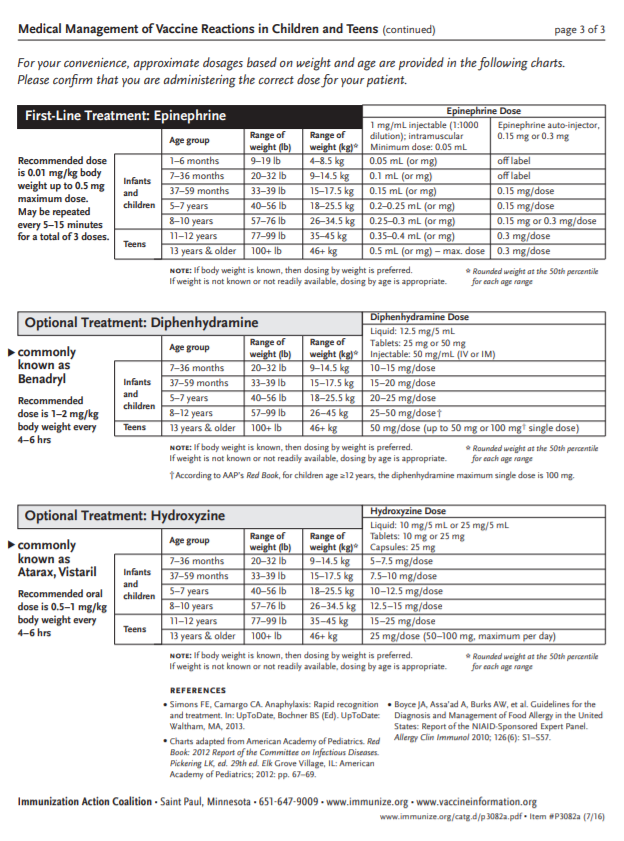 Medical Management of Vaccine Reactions in Children and Teens (continued) page 3 of 3
For your convenience, approximate dosages based on weight and age are provided in the following charts.
Please confirm that you are administering the correct dose for your patient.
First-Line Treatment: Epinephrine
Epinephrine Dose
Recommended dose
is 0.01 mg/kg body
weight up to 0.5 mg
maximum dose.
May be repeated
every 5–15 minutes
for a total of 3 doses.
Age group
Range of
weight (lb)
Range of
weight (kg)*
1 mg/mL injectable (1:1000
dilution); intramuscular
Minimum dose: 0.05 mL
Epinephrine auto-injector,
0.15 mg or 0.3 mg
Infants
and
children
1–6 months 9–19 lb 4–8.5 kg 0.05 mL (or mg) off label
7–36 months 20–32 lb 9–14.5 kg 0.1 mL (or mg) off label
37–59 months 33–39 lb 15–17.5 kg 0.15 mL (or mg) 0.15 mg/dose
5–7 years 40–56 lb 18–25.5 kg 0.2–0.25 mL (or mg) 0.15 mg/dose
8–10 years 57–76 lb 26–34.5 kg 0.25–0.3 mL (or mg) 0.15 mg or 0.3 mg/dose
Teens
11–12 years 77–99 lb 35–45 kg 0.35–0.4 mL (or mg) 0.3 mg/dose
13 years & older 100+ lb 46+ kg 0.5 mL (or mg) – max. dose 0.3 mg/dose
NOTE: If body weight is known, then dosing by weight is preferred.
If weight is not known or not readily available, dosing by age is appropriate.
* Rounded weight at the 50th percentile
for each age range
Optional Treatment: Diphenhydramine
Diphenhydramine Dose
▶ commonly
known as
Benadryl
Recommended
dose is 1–2 mg/kg
body weight every
4–6 hrs
Age group
Range of
weight (lb)
Range of
weight (kg)*
Liquid: 12.5 mg/5 mL
Tablets: 25 mg or 50 mg
Injectable: 50 mg/mL (IV or IM)
Infants
and
children
7–36 months 20–32 lb 9–14.5 kg 10–15 mg/dose
37–59 months 33–39 lb 15–17.5 kg 15–20 mg/dose
5–7 years 40–56 lb 18–25.5 kg 20–25 mg/dose
8–12 years 57–99 lb 26–45 kg 25–50 mg/dose†
Teens 13 years & older 100+ lb 46+ kg 50 mg/dose (up to 50 mg or 100 mg† single dose)
NOTE: If body weight is known, then dosing by weight is preferred.
If weight is not known or not readily available, dosing by age is appropriate.
* Rounded weight at the 50th percentile
for each age range
† According to AAP's Red Book, for children age ≥12 years, the diphenhydramine maximum single dose is 100 mg.
Optional Treatment: Hydroxyzine
Hydroxyzine Dose
▶ commonly
known as
Atarax, Vistaril
Recommended oral
dose is 0.5–1 mg/kg
body weight every
4–6 hrs
Age group
Range of
weight (lb)
Range of
weight (kg)*
Liquid: 10 mg/5 mL or 25 mg/5 mL
Tablets: 10 mg or 25 mg
Capsules: 25 mg
Infants
and
children
7–36 months 20–32 lb 9–14.5 kg 5–7.5 mg/dose
37–59 months 33–39 lb 15–17.5 kg 7.5–10 mg/dose
5–7 years 40–56 lb 18–25.5 kg 10–12.5 mg/dose
8–10 years 57–76 lb 26–34.5 kg 12.5–15 mg/dose
Teens
11–12 years 77–99 lb 35–45 kg 15–25 mg/dose
13 years & older 100+ lb 46+ kg 25 mg/dose (50–100 mg, maximum per day)
NOTE: If body weight is known, then dosing by weight is preferred.
If weight is not known or not readily available, dosing by age is appropriate.
* Rounded weight at the 50th percentile
for each age range
REFERENCES
• Simons FE, Camargo CA. Anaphylaxis: Rapid recognition
and treatment. In: UpToDate, Bochner BS (Ed). UpToDate:
Waltham, MA, 2013.
• Charts adapted from American Academy of Pediatrics. Red
Book: 2012 Report of the Committee on Infectious Diseases.
Pickering LK, ed. 29th ed. Elk Grove Village, IL: American
Academy of Pediatrics; 2012: pp. 67–69.
• Boyce JA, Assa'ad A, Burks AW, et al. Guidelines for the
Diagnosis and Management of Food Allergy in the United
States: Report of the NIAID-Sponsored Expert Panel.
Allergy Clin Immunol 2010; 126(6): S1–S57.
Immunization Action Coalition • Saint Paul, Minnesota • 651-647-9009 • www.immunize.org • www.vaccineinformation.org
www.immunize.org/catg.d/p3082a.pdf • Item #P3082a (7/16)